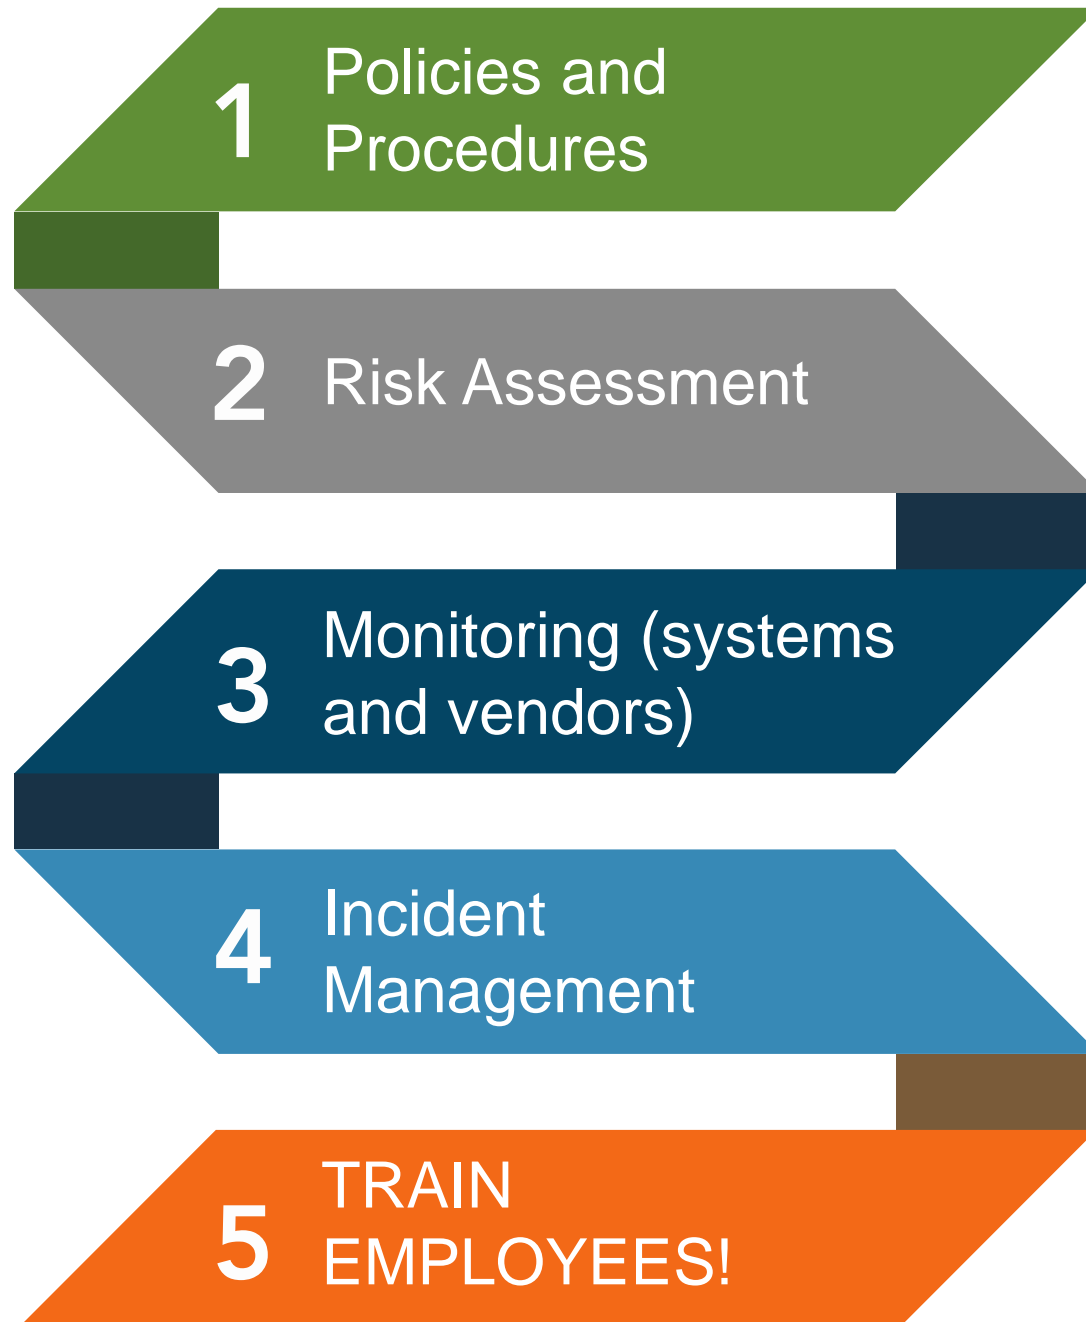 1
Policies and
Procedures
2
Risk Assessment
3
Monitoring (systems
and vendors)
4
Incident
Management
5
TRAIN
EMPLOYEES!